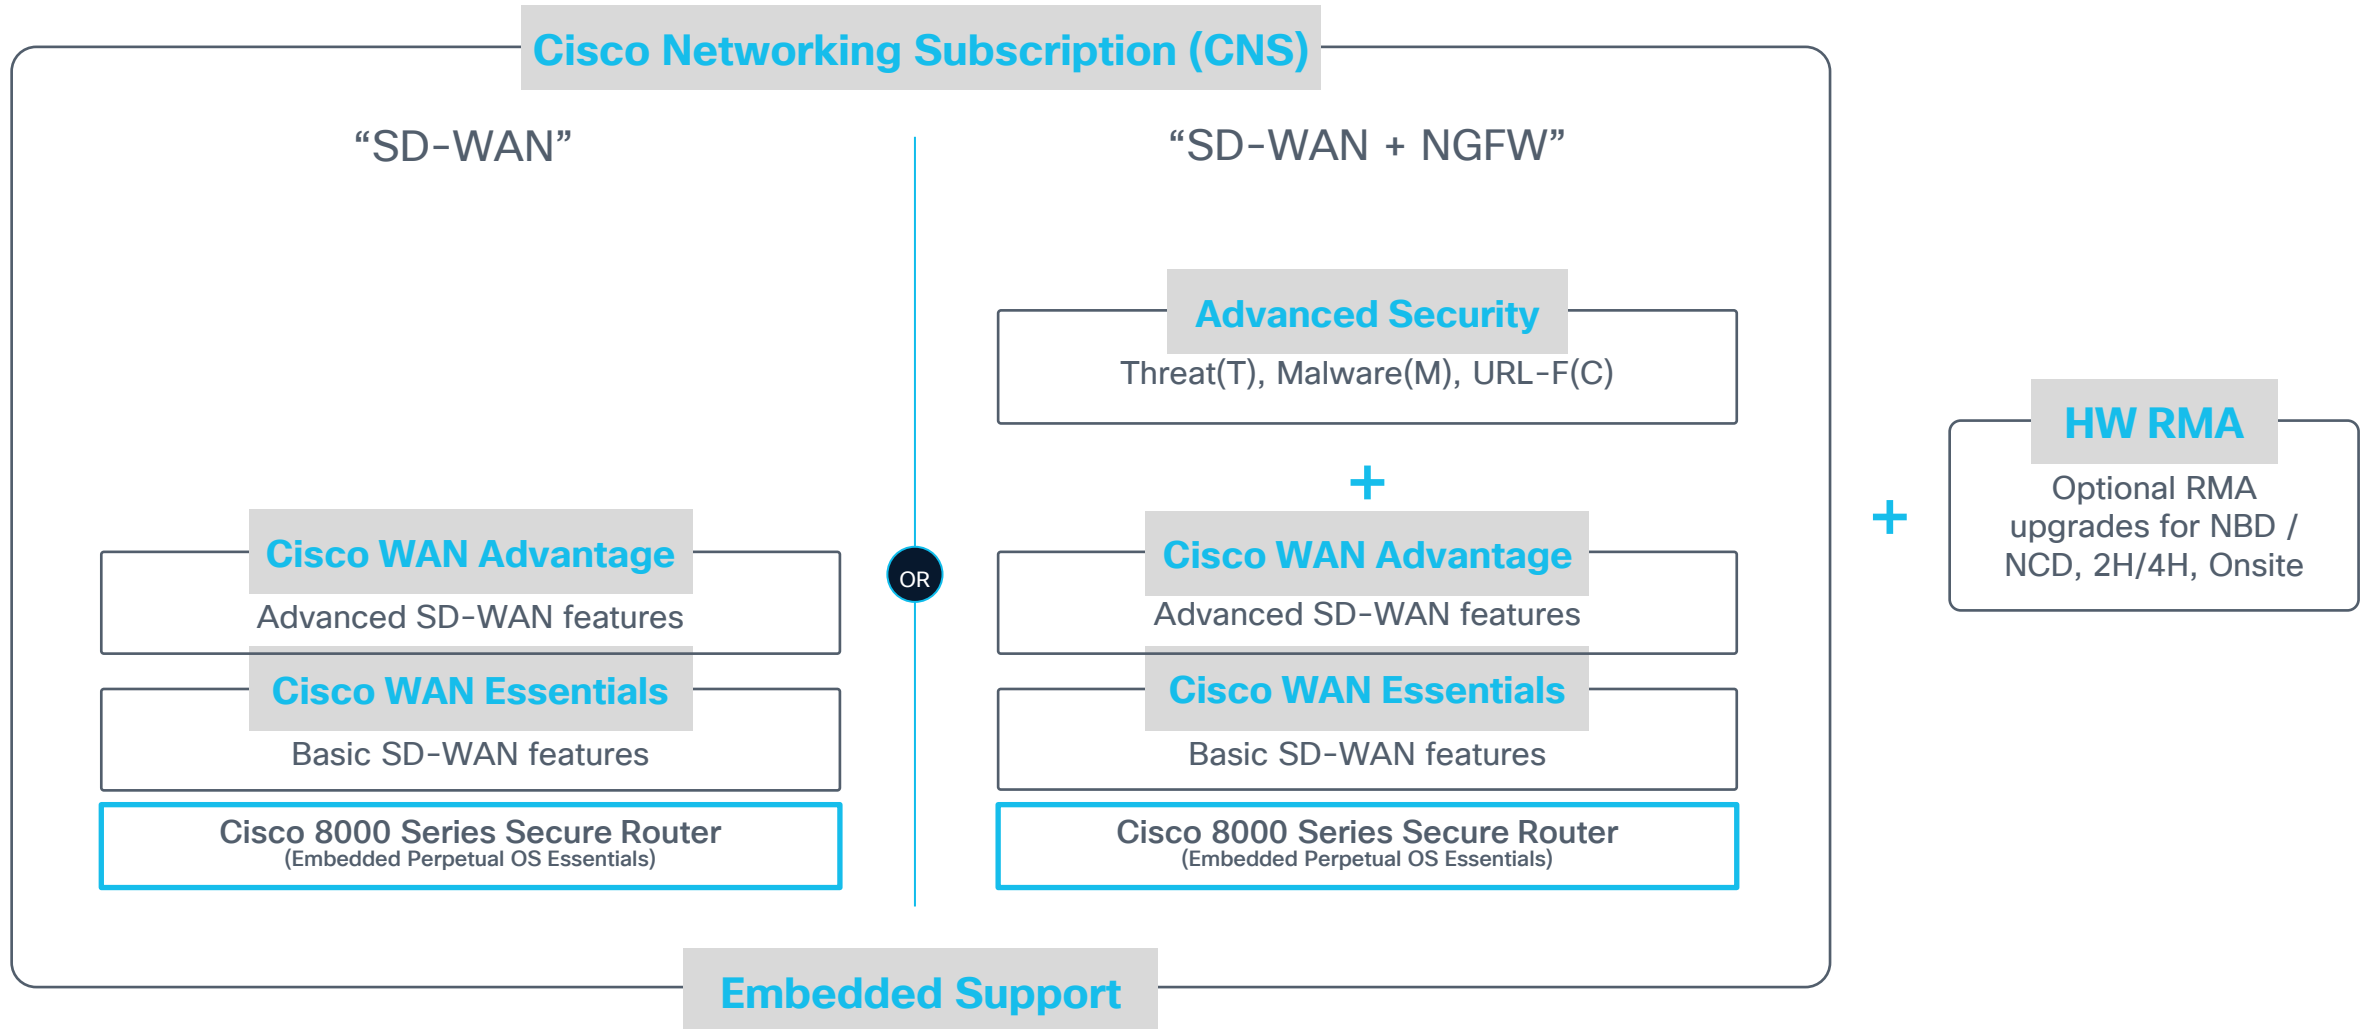 Cisco Networking Subscription (CNS)
“SD-WAN”
Cisco WAN Advantage
Advanced SD-WAN features
Cisco WAN Essentials
Basic SD-WAN features
Cisco 8000 Series Secure Router
(Embedded Perpetual OS Essentials)
OR
“SD-WAN + NGFW”
Advanced Security
Threat(T), Malware(M), URL-F(C)
+
Cisco WAN Advantage
Advanced SD-WAN features
Cisco WAN Essentials
Basic SD-WAN features
Cisco 8000 Series Secure Router
(Embedded Perpetual OS Essentials)
Embedded Support
+
HW RMA
Optional RMA
upgrades for NBD /
NCD, 2H/4H, Onsite